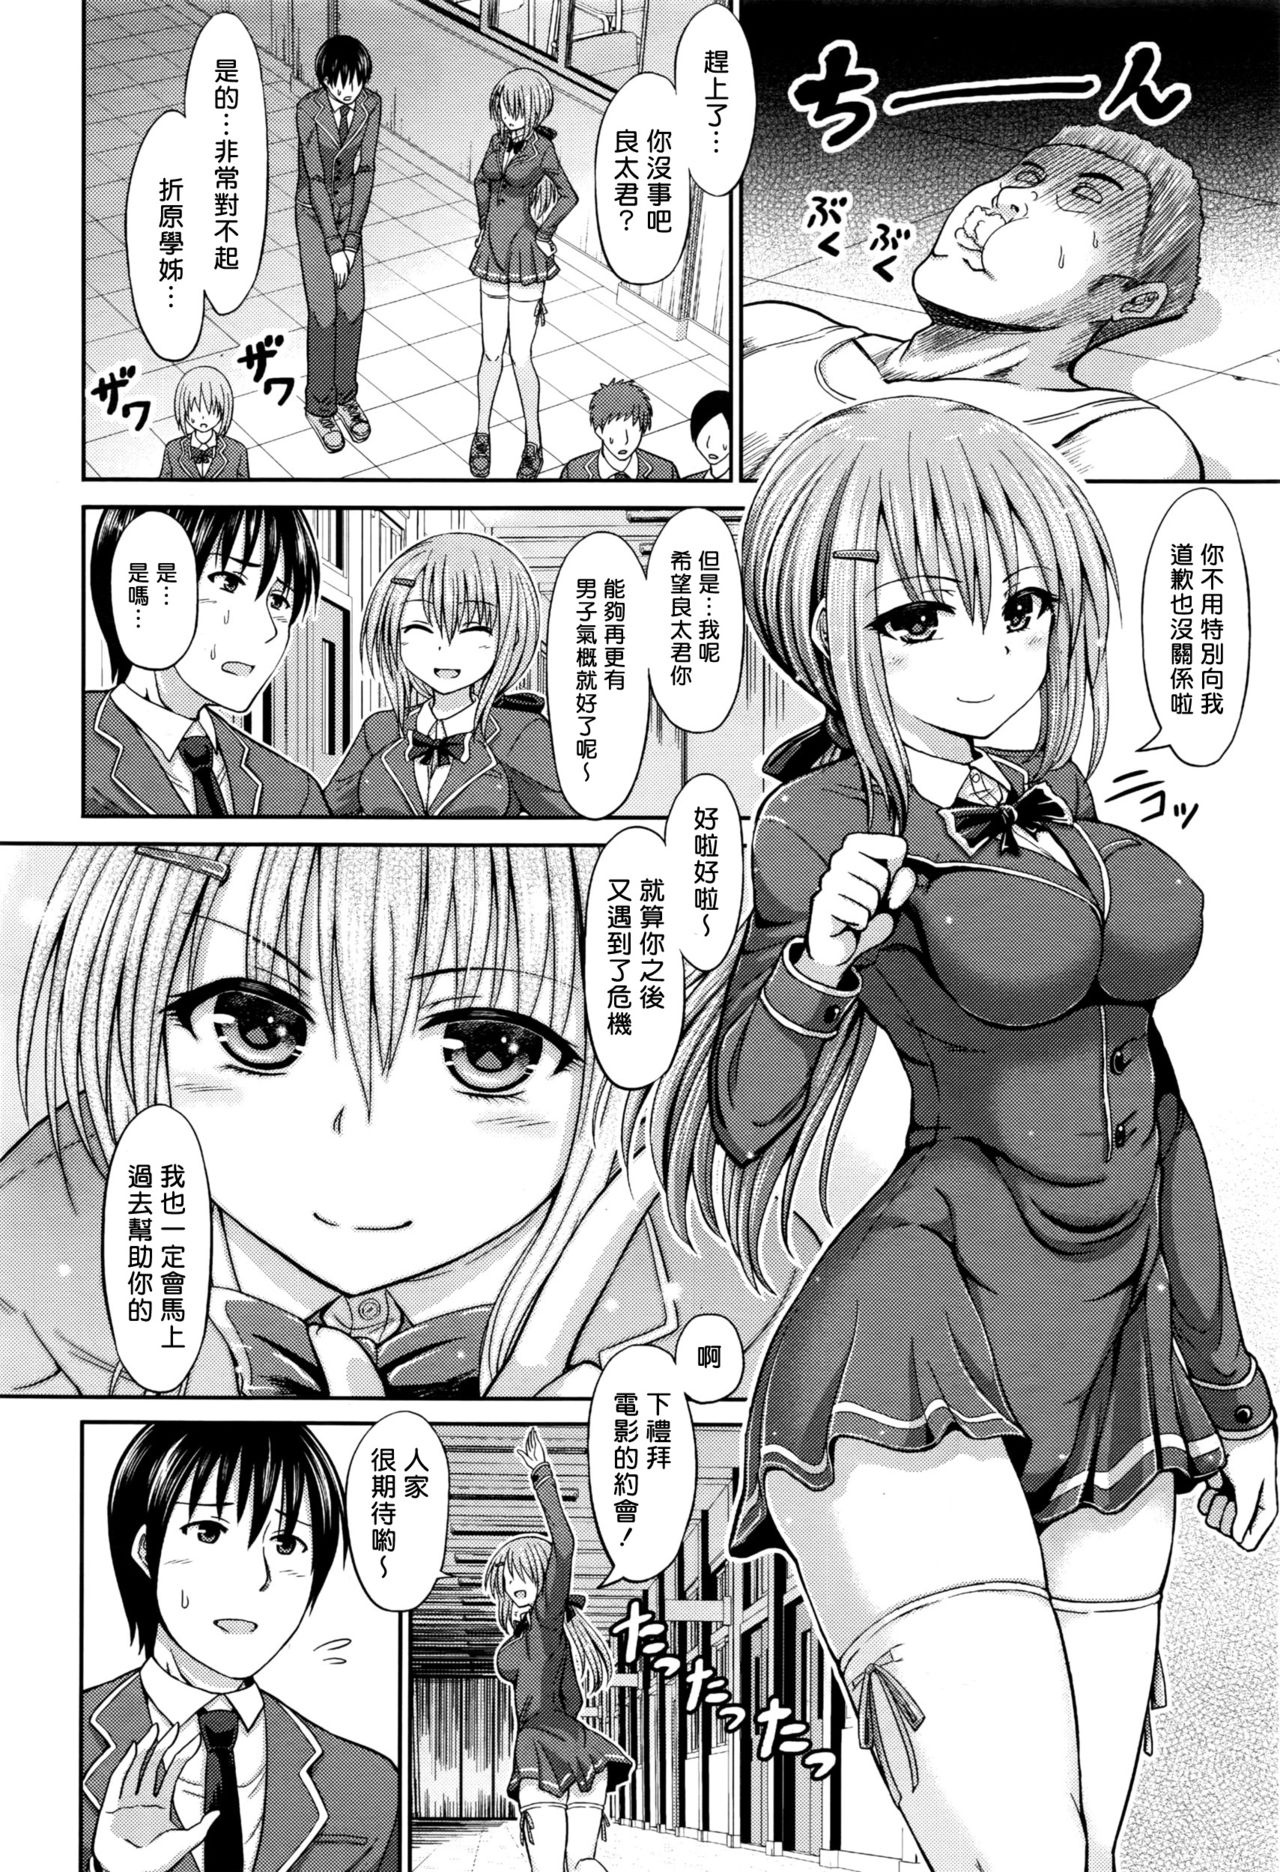 ちーーん
ぶく
ぶく
趕上了…
你沒事吧
良太君？
是的…非常對不起
折原學姊…
ザワ
ザワ
你不用特別向我
道歉也沒關係啦
ニコッ
但是…我呢
希望良太君你
能夠再更有
男子氣概就好了呢～
是…
是嗎…
好啦好啦～
就算你之後
又遇到了危機
我也一定會馬上
過去幫助你的
啊
下禮拜
電影的約會！
たったったっ
人家
很期待喲～